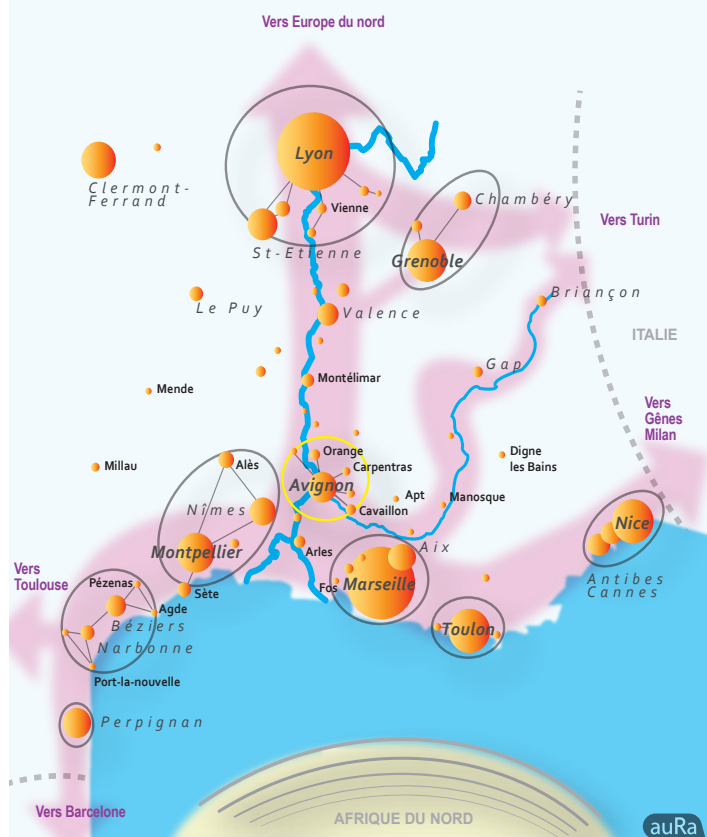 Vers Europe du nord
Lyon
Clermont-
Ferrand
Chambéry
Vienne
Vers Turin
St-Etienne
Grenoble
Briançon
Le Puy
Valence
ITALIE
Gap
Montélimar
Mende
Vers
Gênes
Milan
Orange
Digne
les Bains
Millau
Alès
Carpentras
Avignon
Apt
Manosque
Nîmes
Cavaillon
Nice
Montpellier
Arles
Aix
Vers
Toulouse
Pézenas
Sète
Fos
Marseille
Antibes
Cannes
Agde
Béziers
Toulon
Narbonne
Port-la-nouvelle
Perpignan
Vers Barcelone
AFRIQUE DU NORD
auRa